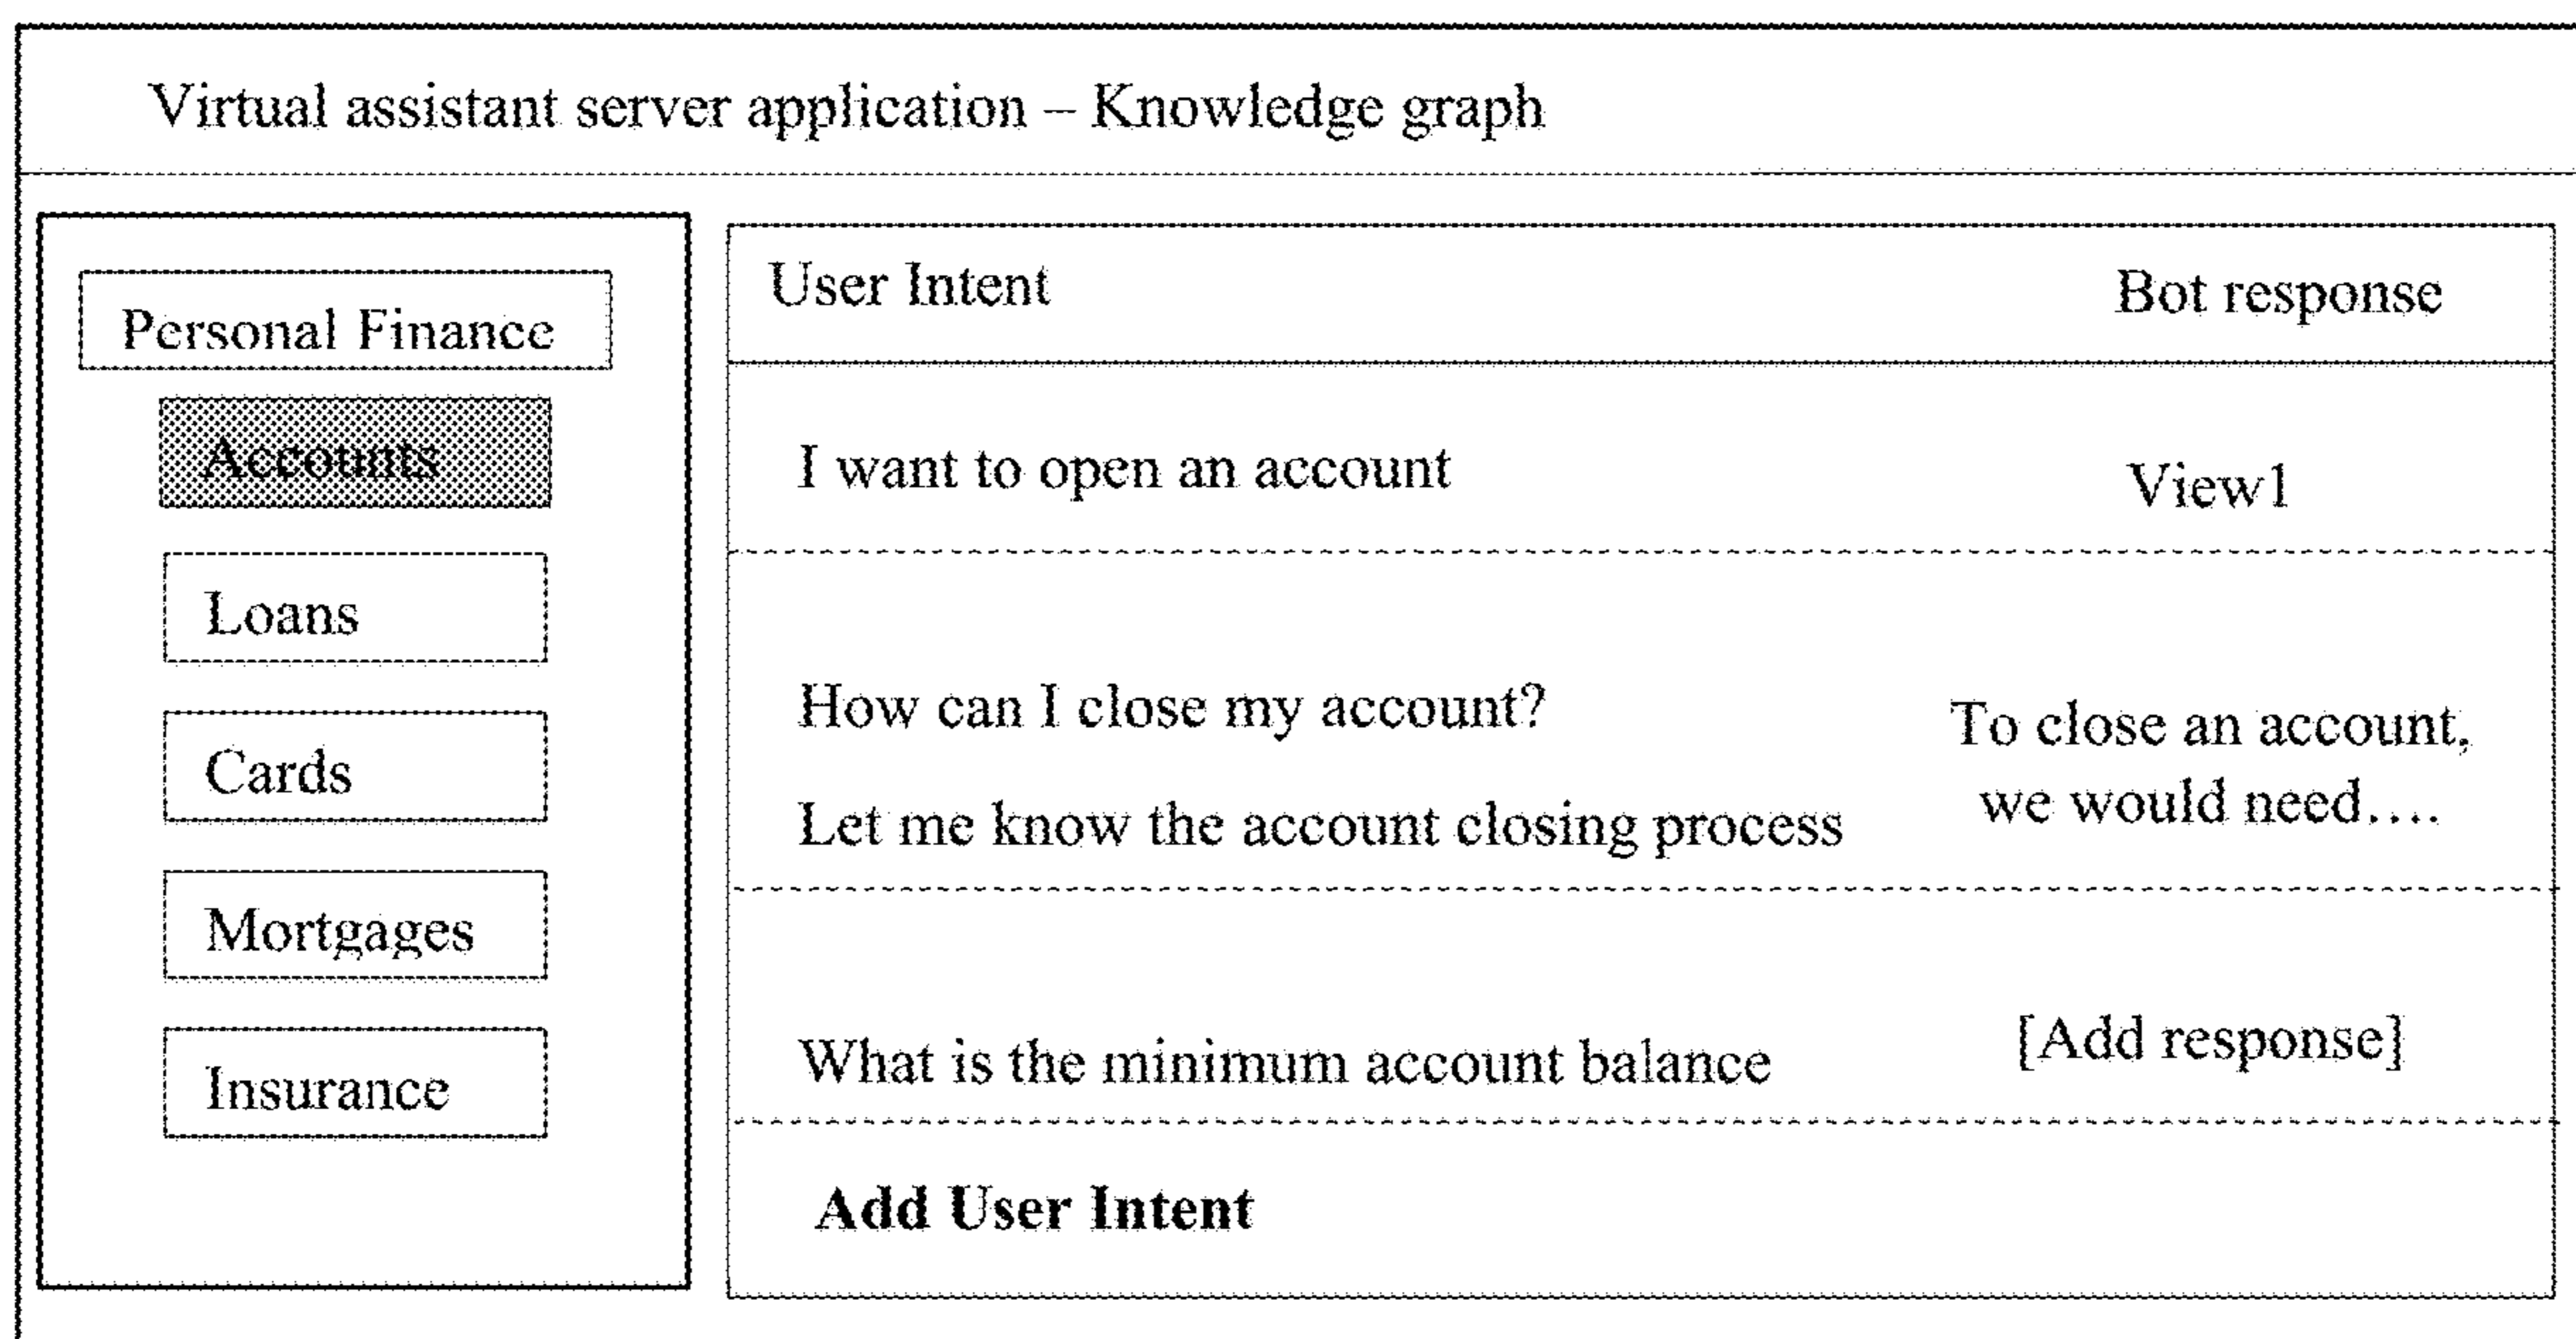 Virtual assistant server application – Knowledge graph
Personal Finance
Accounts
Loans
Cards
Mortgages
Insurance
User Intent
Bot response
I want to open an account
View1
How can I close my account?
Let me know the account closing process
To close an account,
we would need….
What is the minimum account balance
[Add response]
Add User Intent